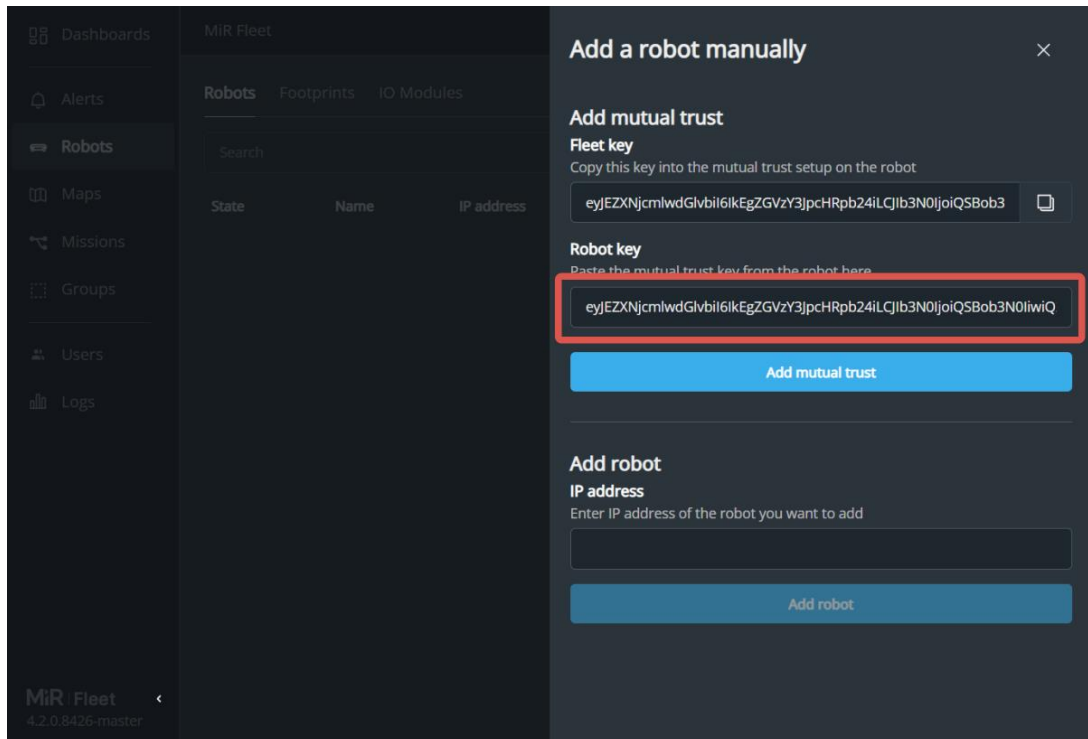 Dashboards
Alerts
Robots
Maps
Missions
Groups
Users
Logs
MiR Fleet
4.2.0.8426-master
MiR Fleet
Robots Footprints IO Modules
Search
State Name IP address
Add a robot manually
Add mutual trust
Fleet key
Copy this key into the mutual trust setup on the robot
eyJEZXNjcmlwdGlvbiI6IkEgZGVzY3JpcHRpb24iLCJIb3N0IjoiQSBob3
Robot key
Paste the mutual trust key from the robot here
eyJEZXNjcmlwdGlvbiI6IkEgZGVzY3JpcHRpb24iLCJIb3N0IjoiQSBob3N0IiwiQ
Add mutual trust
Add robot
IP address
Enter IP address of the robot you want to add
Add robot